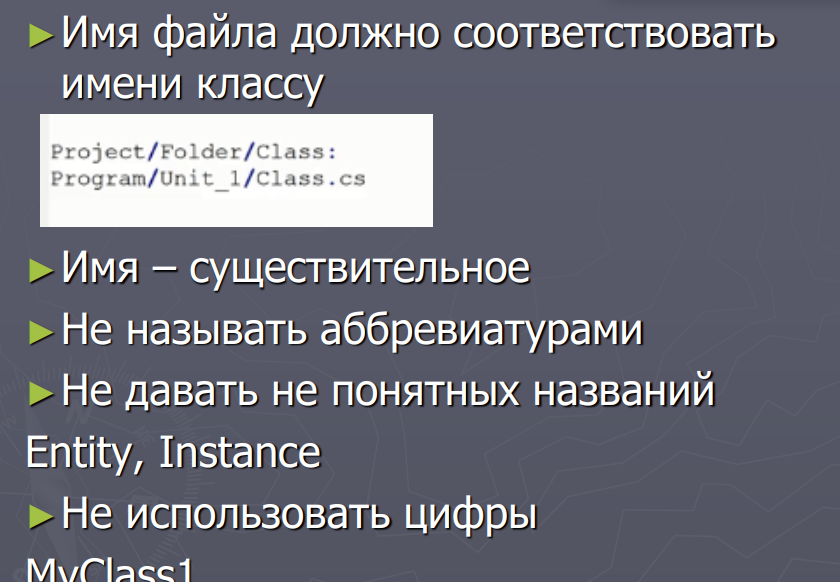 ►Имя файла должно соответствовать
имени классу
Project/Folder/Class:
Program/Unit_1/Class.cs
►Имя – существительное
►Не называть аббревиатурами
►Не давать не понятных названий
Entity, Instance
►Не использовать цифры
MyClass1